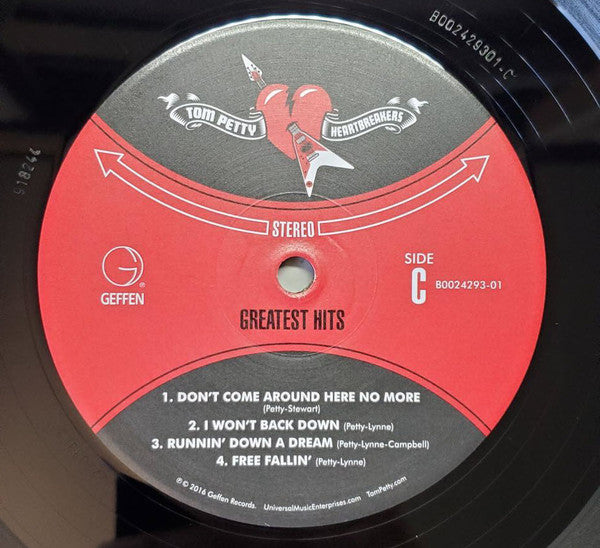 B002429301-C
918244
TOM PETTY
HEARTBREAKERS
STEREO
GEFFEN
SIDE
C B0024293-01
GREATEST HITS
1. DON'T COME AROUND HERE NO MORE
(Petty-Stewart)
2. I WON'T BACK DOWN (Petty-Lynne)
3. RUNNIN' DOWN A DREAM (Petty-Lynne-Campbell)
4. FREE FALLIN' (Petty-Lynne)
℗ © 2016 Geffen Records. UniversalMusicEnterprises.com TomPetty.com